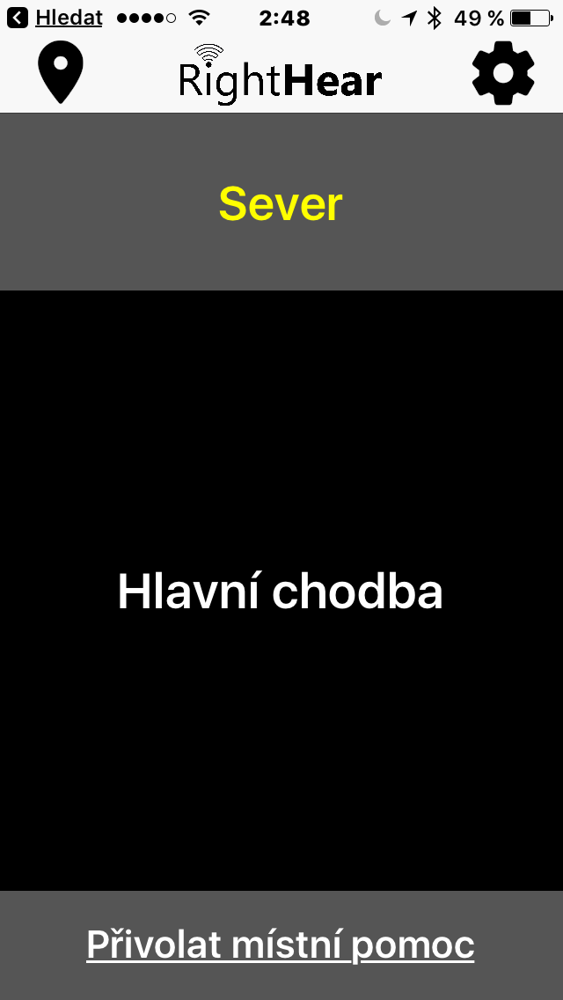 Hledat 2:48 49 %
RightHear
Sever
Hlavní chodba
Přivolat místní pomoc